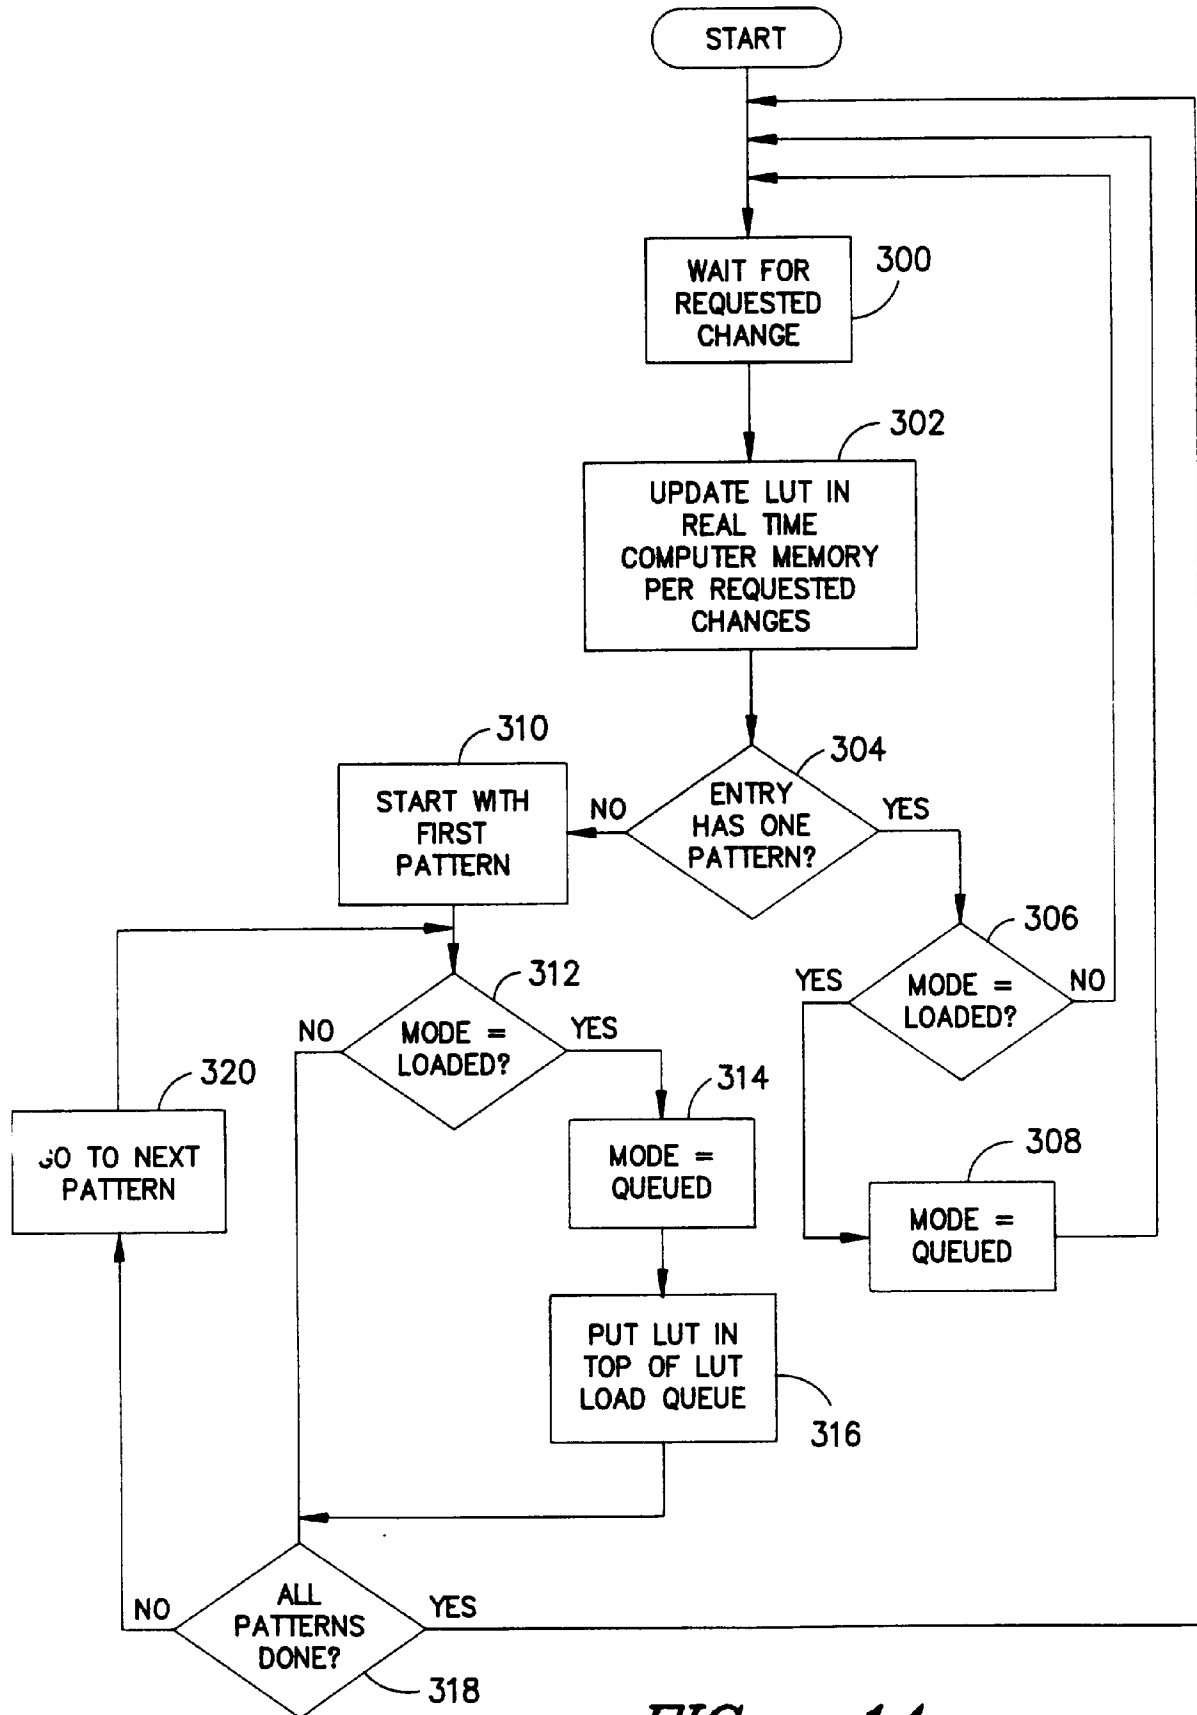 START
WAIT FOR
REQUESTED
CHANGE
300
302
UPDATE LUT IN
REAL TIME
COMPUTER MEMORY
PER REQUESTED
CHANGES
310
304
START WITH
FIRST
PATTERN
NO
ENTRY
HAS ONE
PATTERN?
YES
306
312
YES
MODE =
LOADED?
NO
NO
MODE =
LOADED?
YES
320
314
GO TO NEXT
PATTERN
MODE =
QUEUED
308
MODE =
QUEUED
PUT LUT IN
TOP OF LUT
LOAD QUEUE
316
NO
ALL
PATTERNS
DONE?
YES
318